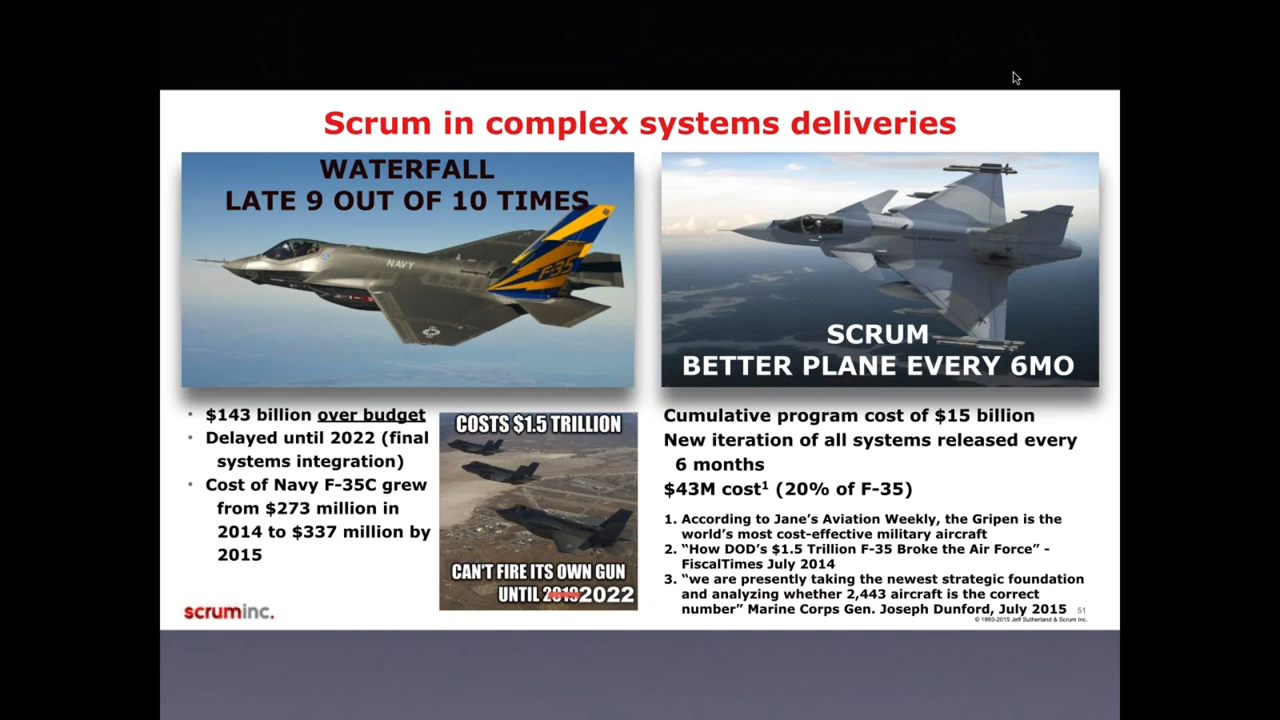 Scrum in complex systems deliveries
WATERFALL
LATE 9 OUT OF 10 TIMES
NAVY
F-35
SCRUM
BETTER PLANE EVERY 6MO
• $143 billion over budget
• Delayed until 2022 (final
systems integration)
• Cost of Navy F-35C grew
from $273 million in
2014 to $337 million by
2015
COSTS $1.5 TRILLION
CAN'T FIRE ITS OWN GUN
UNTIL 2019 2022
Cumulative program cost of $15 billion
New iteration of all systems released every
6 months
$43M cost¹ (20% of F-35)
1. According to Jane's Aviation Weekly, the Gripen is the
world's most cost-effective military aircraft
2. “How DOD's $1.5 Trillion F-35 Broke the Air Force” -
FiscalTimes July 2014
3. “we are presently taking the newest strategic foundation
and analyzing whether 2,443 aircraft is the correct
number” Marine Corps Gen. Joseph Dunford, July 2015
scruminc.
51
© 1993-2015 Jeff Sutherland & Scrum Inc.